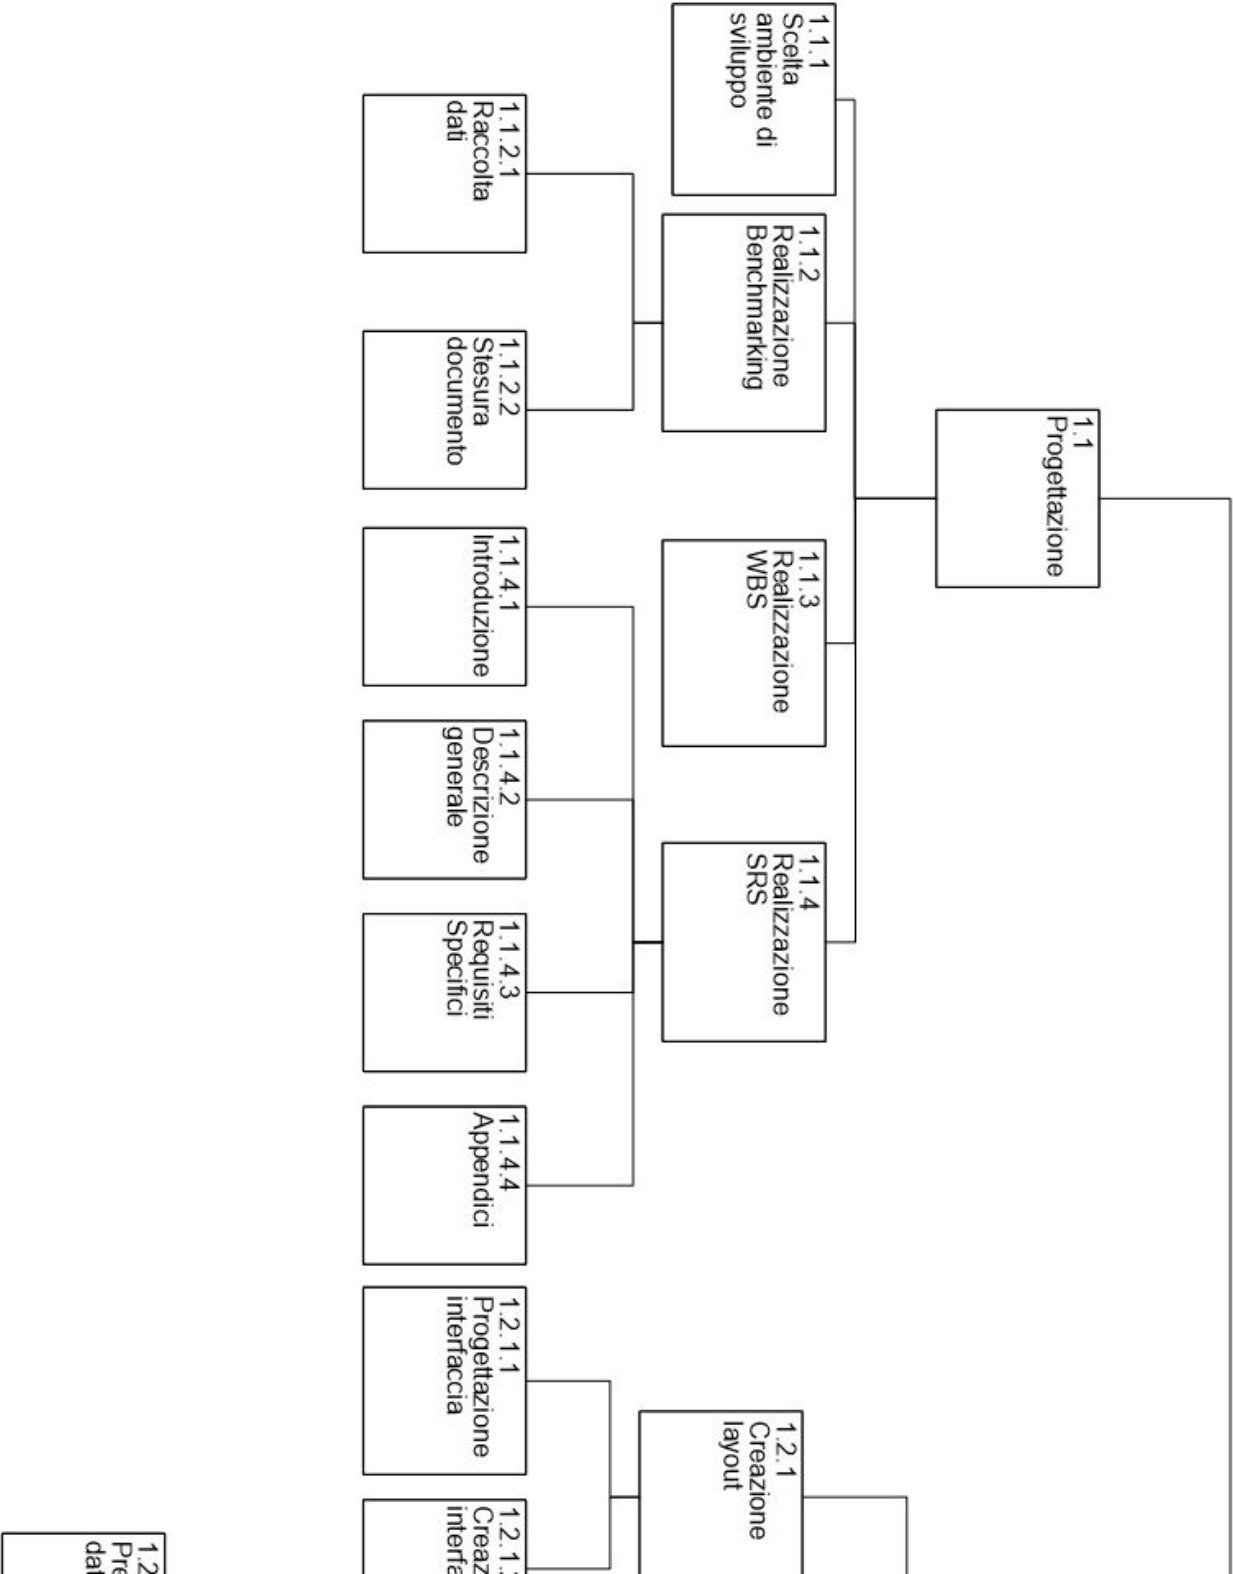 1.1
Progettazione
1.1.1
Scelta
ambiente di
sviluppo
1.1.2
Realizzazione
Benchmarking
1.1.3
Realizzazione
WBS
1.1.4
Realizzazione
SRS
1.2.1
Creazione
layout
1.1.2.1
Raccolta
dati
1.1.2.2
Stesura
documento
1.1.4.1
Introduzione
1.1.4.2
Descrizione
generale
1.1.4.3
Requisiti
Specifici
1.1.4.4
Appendici
1.2.1.1
Progettazione
interfaccia